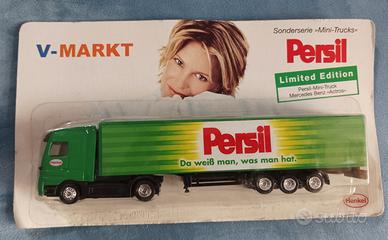 V-MARKT
Sonderserie »Mini-Trucks«
Persil
Limited Edition
Persil-Mini-Truck
Mercedes Benz »Actros«
Persil
Da weiß man, was man hat.
Henkel
subito